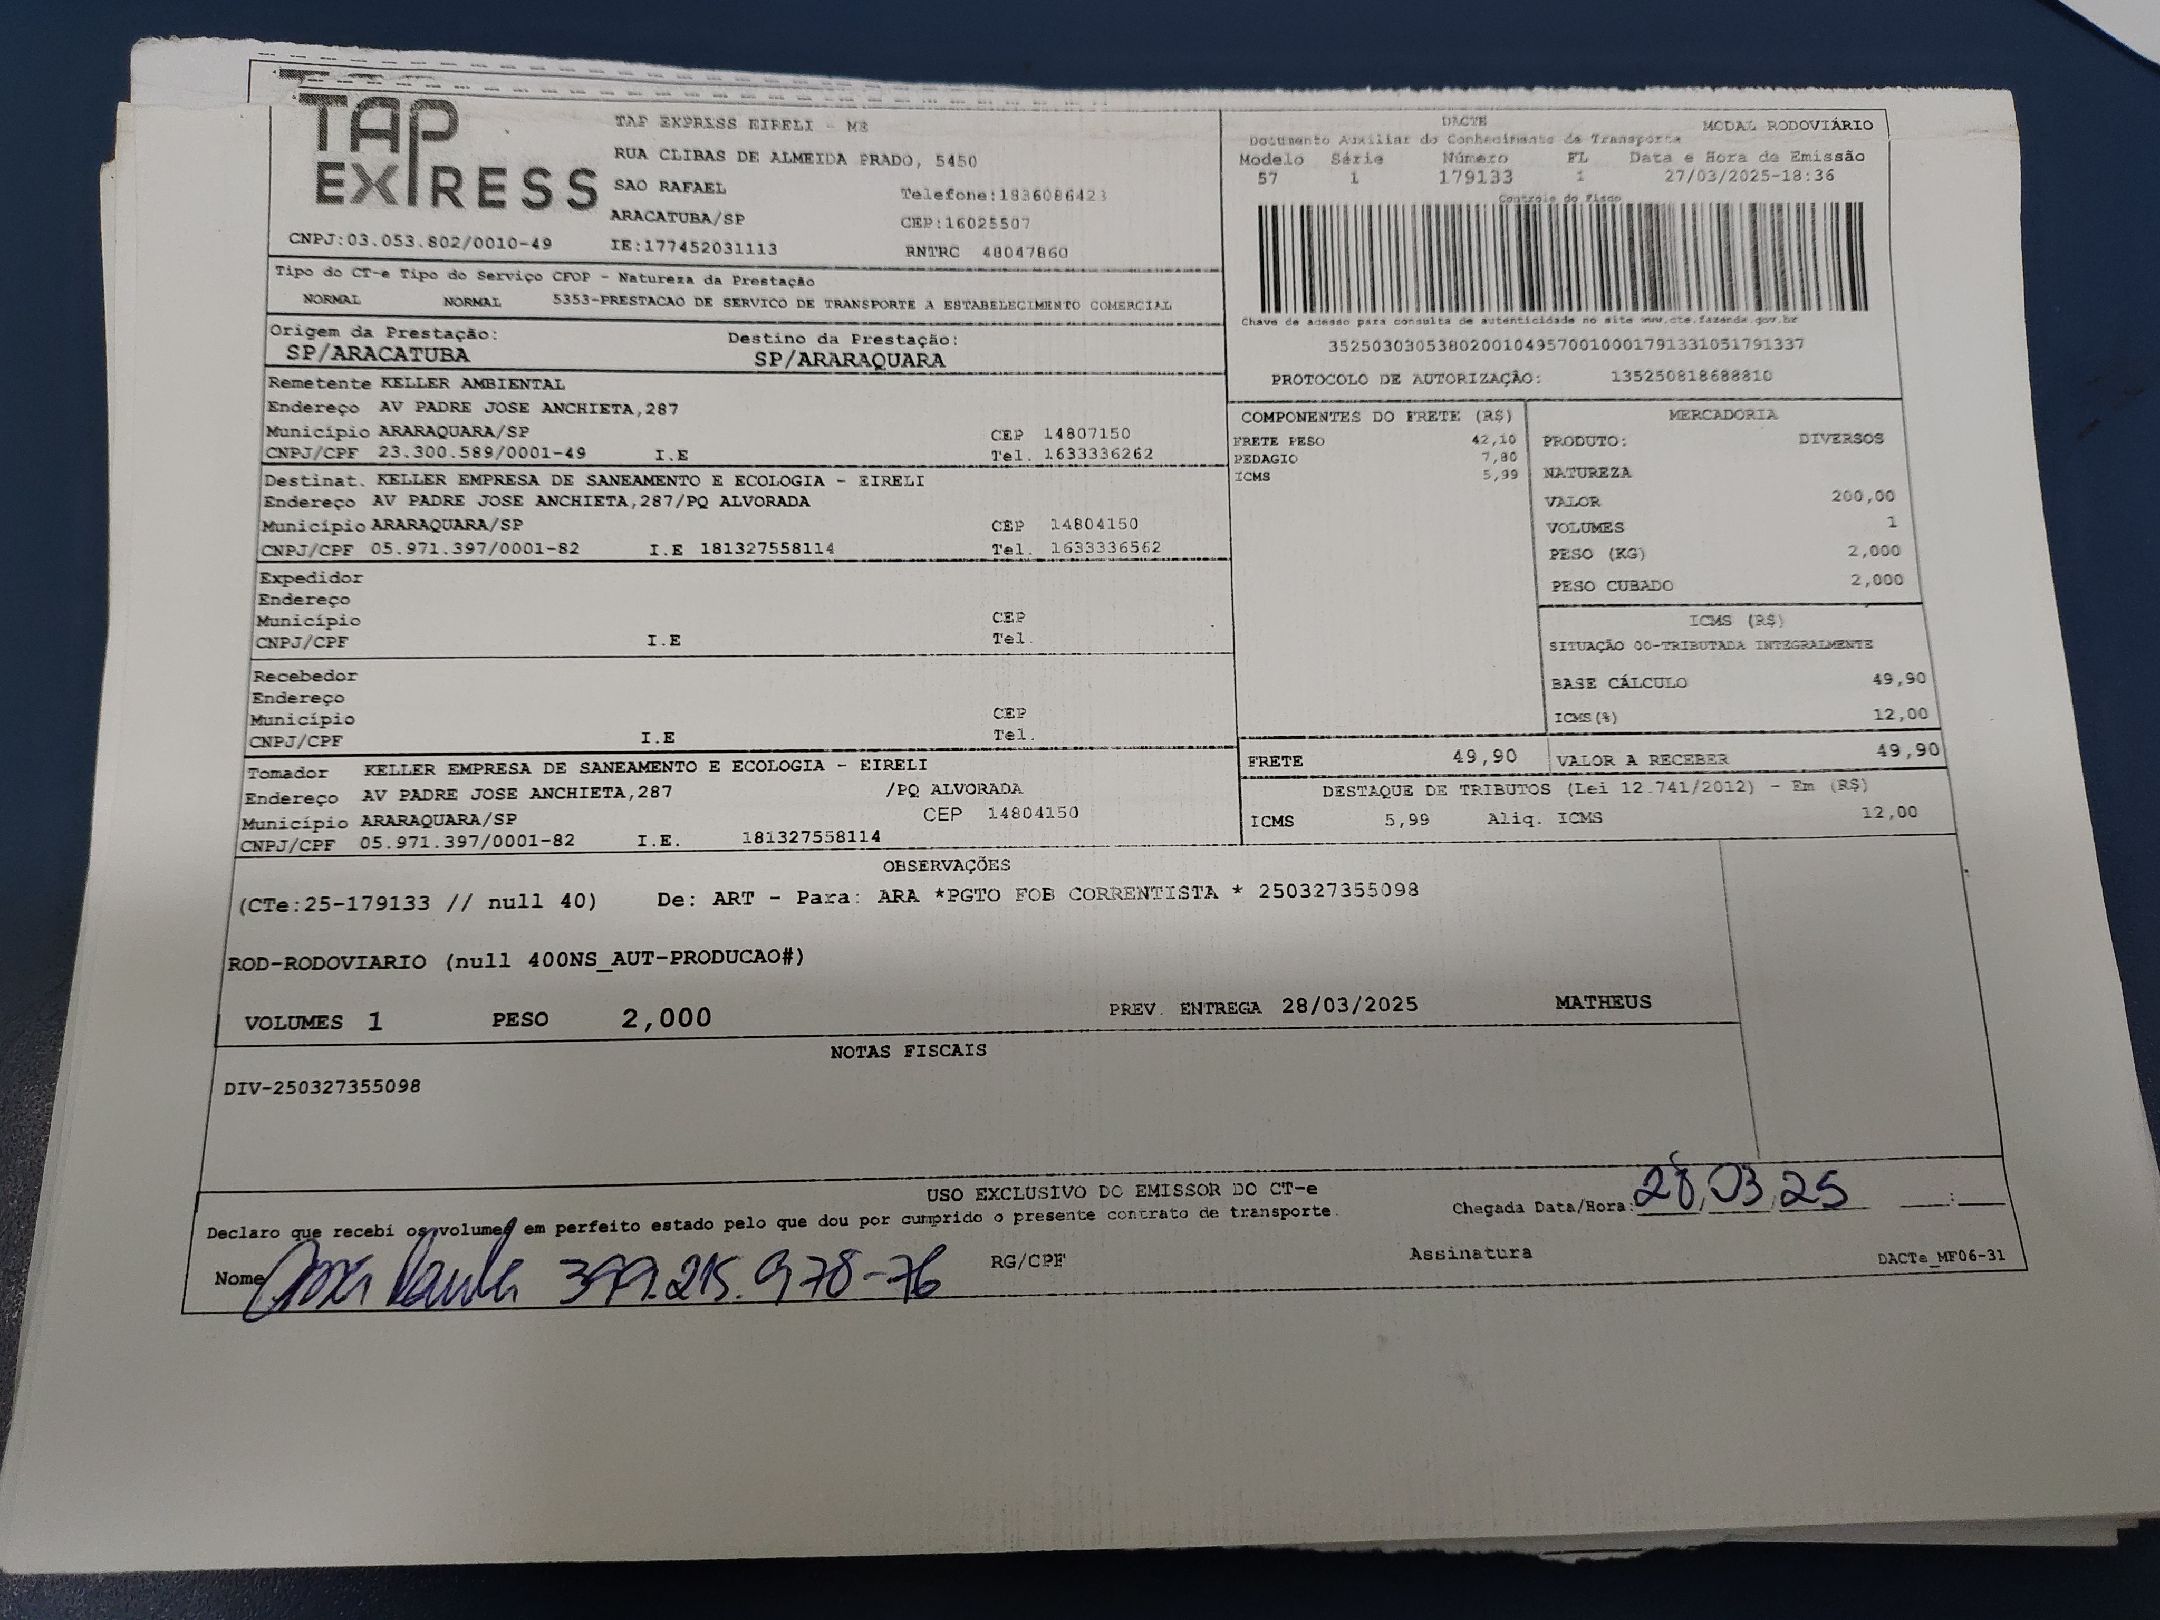 TAP
EXPRESS
CNPJ:03.053.802/0010-49
TAP EXPRESS EIRELI - ME
RUA CLIBAS DE ALMEIDA PRADO, 5450
SAO RAFAEL
Telefone:1836086423
ARACATUBA/SP
CEP:16025507
IE:177452031113
RNTRC 48047860
DACTE
MODAL RODOVIÁRIO
Documento Auxiliar do Conhecimento de Transporte
Modelo Série Número FL Data e Hora de Emissão
57 1 179133 1 27/03/2025-18:36
Controle do Fisco
Chave de acesso para consulta de autenticidade no site www.cte.fazenda.gov.br
35250303053802001049570010001791331051791337
PROTOCOLO DE AUTORIZAÇÃO: 135250818688810
Tipo do CT-e Tipo do Serviço CFOP - Natureza da Prestação
NORMAL NORMAL 5353-PRESTACAO DE SERVICO DE TRANSPORTE A ESTABELECIMENTO COMERCIAL
Origem da Prestação: Destino da Prestação:
SP/ARACATUBA SP/ARARAQUARA
Remetente KELLER AMBIENTAL
Endereço AV PADRE JOSE ANCHIETA,287
Município ARARAQUARA/SP CEP 14807150
CNPJ/CPF 23.300.589/0001-49 I.E Tel. 1633336262
Destinat. KELLER EMPRESA DE SANEAMENTO E ECOLOGIA - EIRELI
Endereço AV PADRE JOSE ANCHIETA,287/PQ ALVORADA
Município ARARAQUARA/SP CEP 14804150
CNPJ/CPF 05.971.397/0001-82 I.E 181327558114 Tel. 1633336562
Expedidor
Endereço
Município CEP
CNPJ/CPF I.E Tel.
Recebedor
Endereço
Município CEP
CNPJ/CPF I.E Tel.
Tomador KELLER EMPRESA DE SANEAMENTO E ECOLOGIA - EIRELI
Endereço AV PADRE JOSE ANCHIETA,287 /PQ ALVORADA
Município ARARAQUARA/SP CEP 14804150
CNPJ/CPF 05.971.397/0001-82 I.E. 181327558114
COMPONENTES DO FRETE (R$)
FRETE PESO 42,10
PEDAGIO 7,80
ICMS 5,99
MERCADORIA
PRODUTO: DIVERSOS
NATUREZA
VALOR 200,00
VOLUMES 1
PESO (KG) 2,000
PESO CUBADO 2,000
ICMS (R$)
SITUAÇÃO 00-TRIBUTADA INTEGRALMENTE
BASE CÁLCULO 49,90
ICMS(%) 12,00
FRETE 49,90 VALOR A RECEBER 49,90
DESTAQUE DE TRIBUTOS (Lei 12.741/2012) - Em (R$)
ICMS 5,99 Aliq. ICMS 12,00
OBSERVAÇÕES
(CTe:25-179133 // null 40) De: ART - Para: ARA *PGTO FOB CORRENTISTA * 250327355098
ROD-RODOVIARIO (null 400NS_AUT-PRODUCAO#)
VOLUMES 1 PESO 2,000 PREV. ENTREGA 28/03/2025 MATHEUS
NOTAS FISCAIS
DIV-250327355098
USO EXCLUSIVO DO EMISSOR DO CT-e
Declaro que recebi os volumes em perfeito estado pelo que dou por cumprido o presente contrato de transporte.
Chegada Data/Hora: 28 03 25 :
Nome Paula 399.215.978-76 RG/CPF Assinatura DACTe_MF06-31